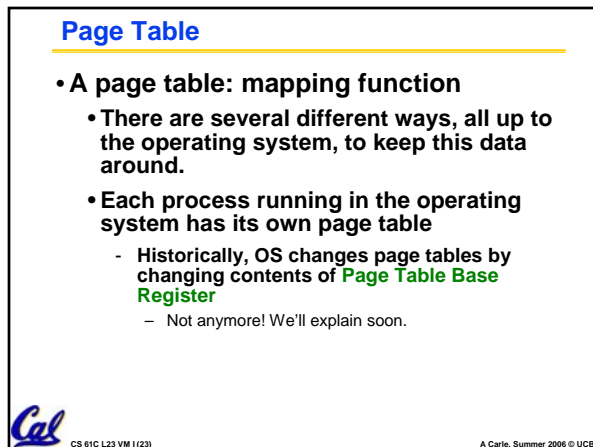 Page Table
• A page table: mapping function
• There are several different ways, all up to
the operating system, to keep this data
around.
• Each process running in the operating
system has its own page table
- Historically, OS changes page tables by
changing contents of Page Table Base
Register
– Not anymore! We'll explain soon.
Cal
CS 61C L23 VM I (23)
A Carle, Summer 2006 © UCB